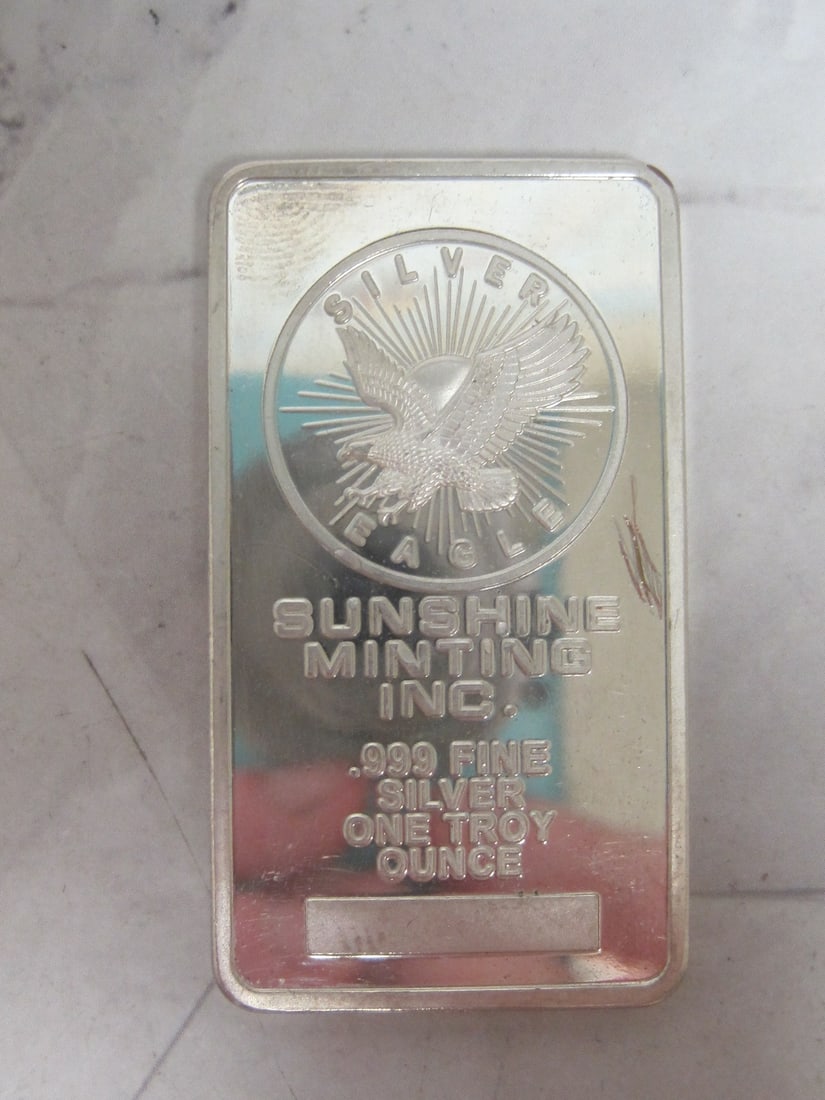 SILVER
EAGLE
SUNSHINE
MINTING
INC.
.999 FINE
SILVER
ONE TROY
OUNCE